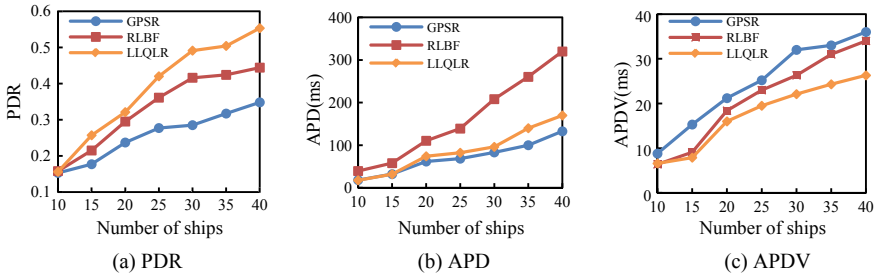 0.6
0.5
0.4
0.3
0.2
0.1
PDR
GPSR
RLBF
LLQLR
10 15 20 25 30 35 40
Number of ships
(a) PDR
400
300
200
100
0
APD(ms)
GPSR
RLBF
LLQLR
10 15 20 25 30 35 40
Number of ships
(b) APD
40
30
20
10
0
APDV(ms)
GPSR
RLBF
LLQLR
10 15 20 25 30 35 40
Number of ships
(c) APDV